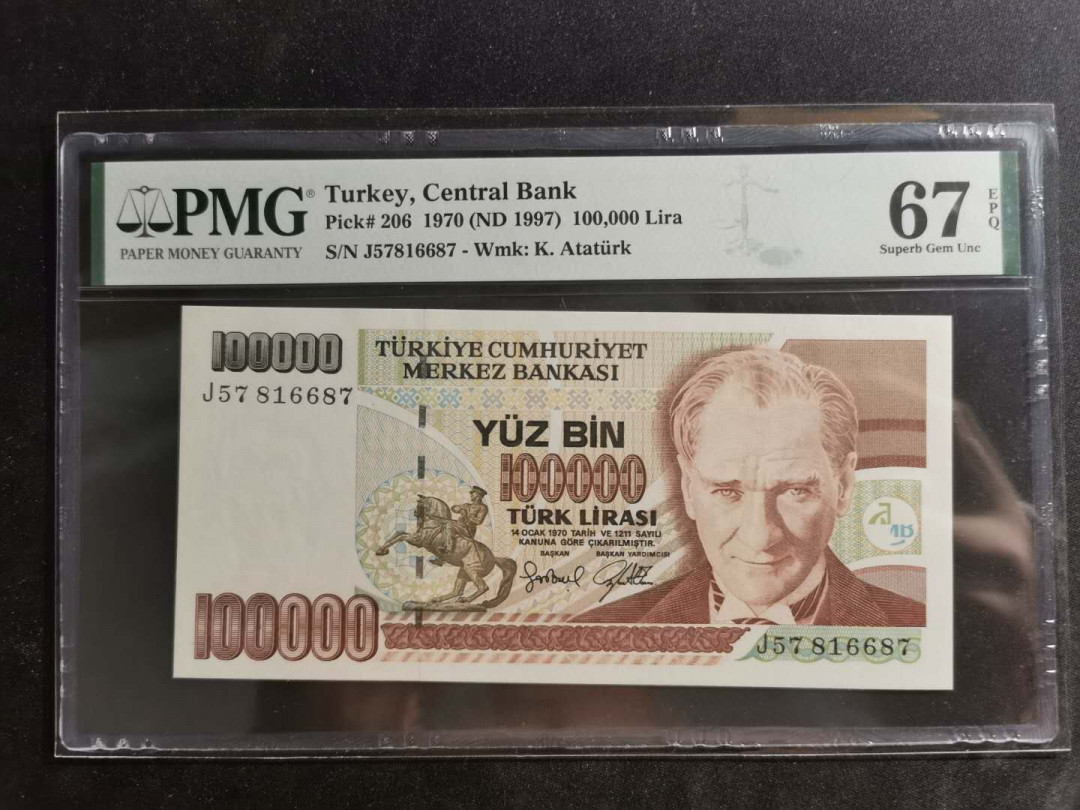 PMG®
PAPER MONEY GUARANTY
Turkey, Central Bank
Pick# 206 1970 (ND 1997) 100,000 Lira
S/N J57816687 - Wmk: K. Atatürk
67
EPQ
Superb Gem Unc
100000
J57 816687
TÜRKİYE CUMHURİYET
MERKEZ BANKASI
YÜZ BİN
100000
TÜRK LİRASI
14 OCAK 1970 TARİH VE 1211 SAYILI
KANUNA GÖRE ÇIKARILMIŞTIR.
BAŞKAN BAŞKAN YARDIMCISI
100000
J57 816687